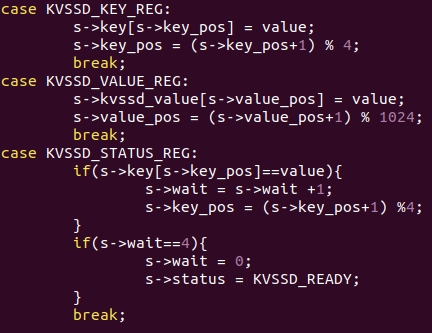 case KVSSD_KEY_REG:
        s->key[s->key_pos] = value;
        s->key_pos = (s->key_pos+1) % 4;
        break;
case KVSSD_VALUE_REG:
        s->kvssd_value[s->value_pos] = value;
        s->value_pos = (s->value_pos+1) % 1024;
        break;
case KVSSD_STATUS_REG:
        if(s->key[s->key_pos]==value){
                s->wait = s->wait +1;
                s->key_pos = (s->key_pos+1) %4;
        }
        if(s->wait==4){
                s->wait = 0;
                s->status = KVSSD_READY;
        }
        break;